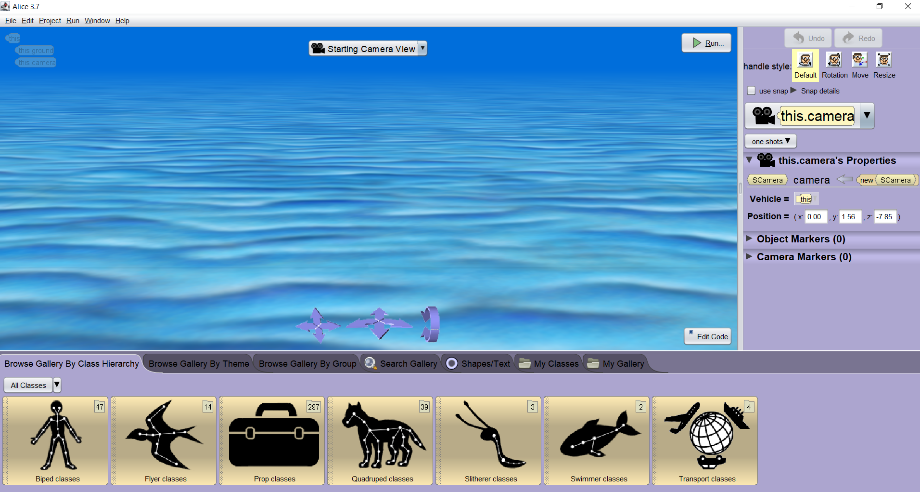 Alice 3.7
File Edit Project Run Window Help
this
this.ground
this.camera
Starting Camera View
Run...
Undo Redo
handle style:
Default Rotation Move Resize
use snap Snap details
this.camera
one shots
this.camera's Properties
SCamera camera new SCamera
Vehicle = this
Position = ( x: 0.00 y: 1.56 z: -7.85 )
Object Markers (0)
Camera Markers (0)
Edit Code
Browse Gallery By Class Hierarchy Browse Gallery By Theme Browse Gallery By Group Search Gallery Shapes/Text My Classes My Gallery
All Classes
47 14 287 39 3 2 4
Biped classes Flyer classes Prop classes Quadruped classes Slitherer classes Swimmer classes Transport classes